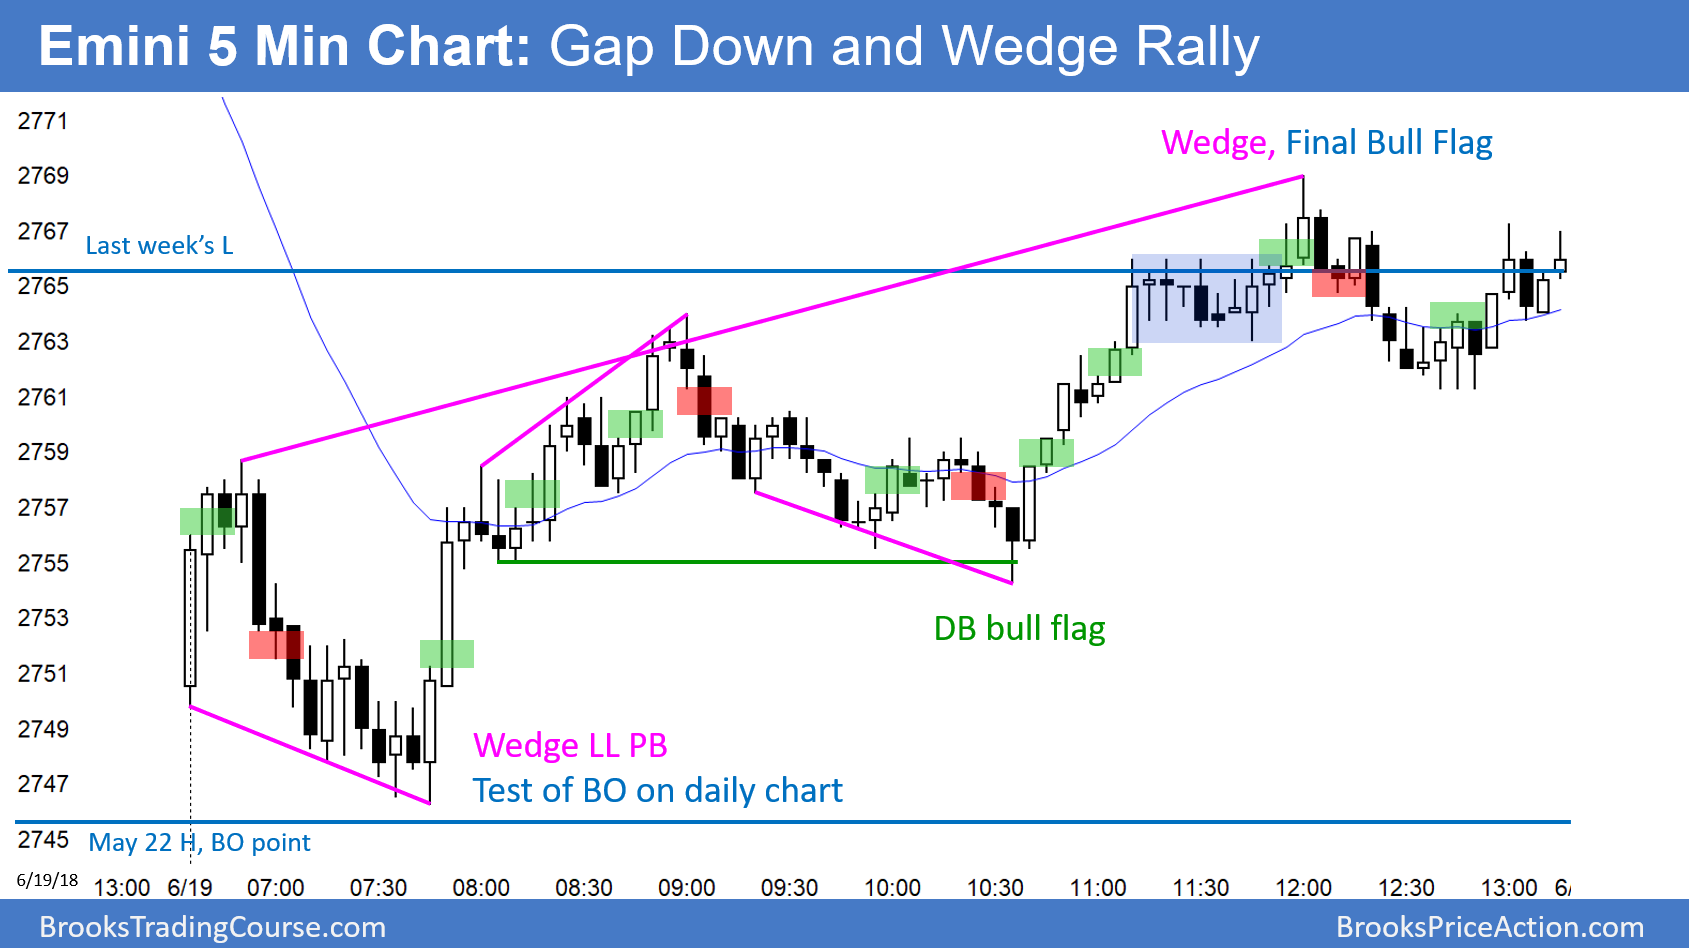 Emini 5 Min Chart: Gap Down and Wedge Rally
2771
Wedge, Final Bull Flag
2769
2767
Last week’s L
2765
2763
2761
2759
2757
2755
2753
DB bull flag
2751
2749
Wedge LL PB
2747
Test of BO on daily chart
2745
May 22 H, BO point
6/19/18
13:00 6/19 07:00 07:30 08:00 08:30 09:00 09:30 10:00 10:30 11:00 11:30 12:00 12:30 13:00 6/
BrooksTradingCourse.com
BrooksPriceAction.com